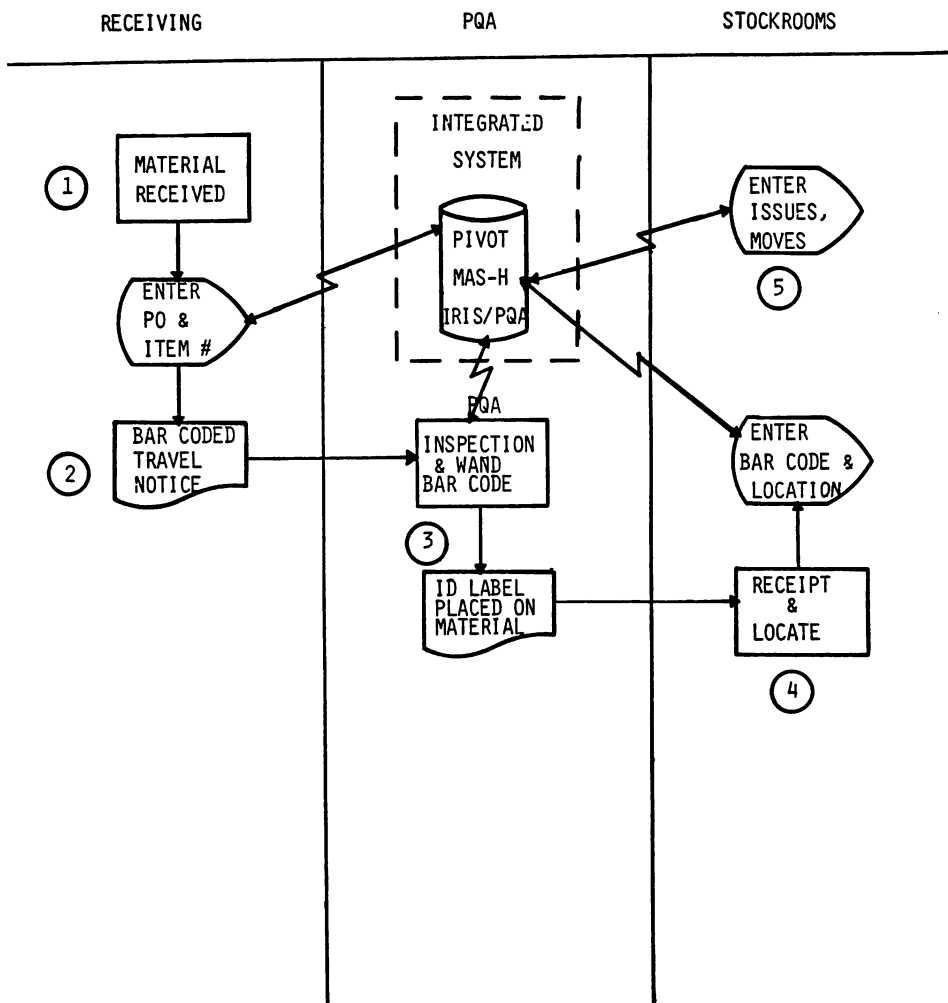 RECEIVING
PQA
STOCKROOMS
1
MATERIAL
RECEIVED
ENTER
PO &
ITEM #
2
BAR CODED
TRAVEL
NOTICE
INTEGRATED
SYSTEM
PIVOT
MAS-H
IRIS/PQA
PQA
INSPECTION
& WAND
BAR CODE
3
ID LABEL
PLACED ON
MATERIAL
ENTER
ISSUES,
MOVES
5
ENTER
BAR CODE &
LOCATION
RECEIPT
&
LOCATE
4